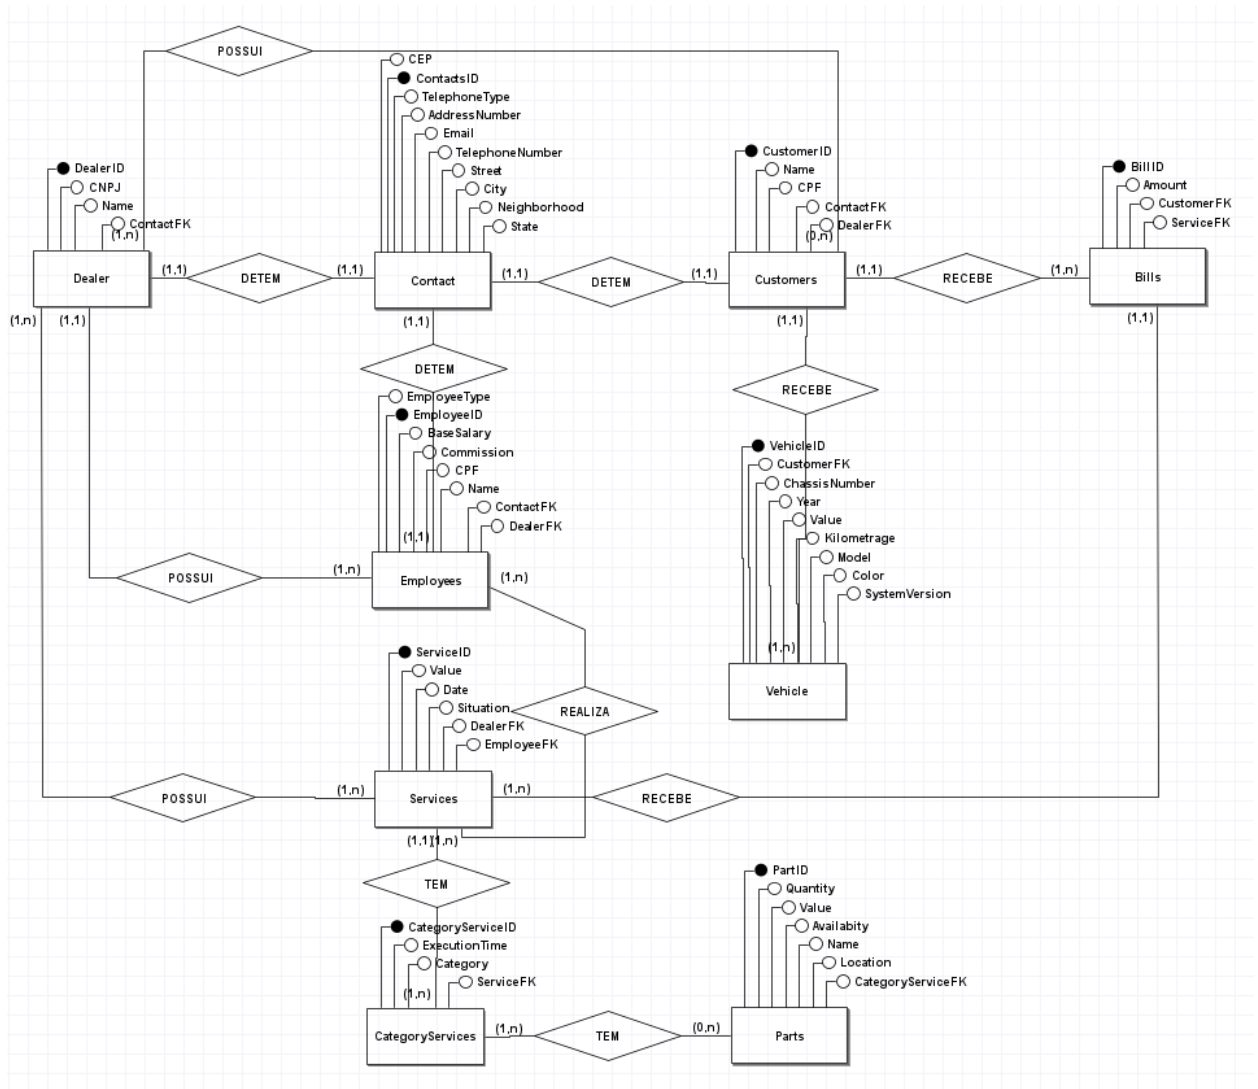 POSSUI
CEP
ContactsID
TelephoneType
AddressNumber
Email
TelephoneNumber
Street
City
Neighborhood
State
DealerID
CNPJ
Name
ContactFK
(1,n)
Dealer
(1,1)
DETEM
(1,1)
Contact
(1,1)
DETEM
(1,1)
CustomerID
Name
CPF
ContactFK
DealerFK
(0,n)
Customers
(1,1)
RECEBE
(1,n)
BillID
Amount
CustomerFK
ServiceFK
Bills
(1,n)
(1,1)
(1,1)
(1,1)
(1,1)
DETEM
RECEBE
EmployeeType
EmployeeID
BaseSalary
Commission
CPF
Name
ContactFK
DealerFK
(1,1)
Employees
POSSUI
(1,n)
(1,n)
VehicleID
CustomerFK
ChassisNumber
Year
Value
Kilometrage
Model
Color
SystemVersion
(1,n)
Vehicle
ServiceID
Value
Date
Situation
DealerFK
EmployeeFK
REALIZA
POSSUI
(1,n)
Services
(1,n)
RECEBE
(1,1)
(1,n)
TEM
CategoryServiceID
ExecutionTime
Category
ServiceFK
(1,n)
CategoryServices
(1,n)
TEM
(0,n)
PartID
Quantity
Value
Availabity
Name
Location
CategoryServiceFK
Parts